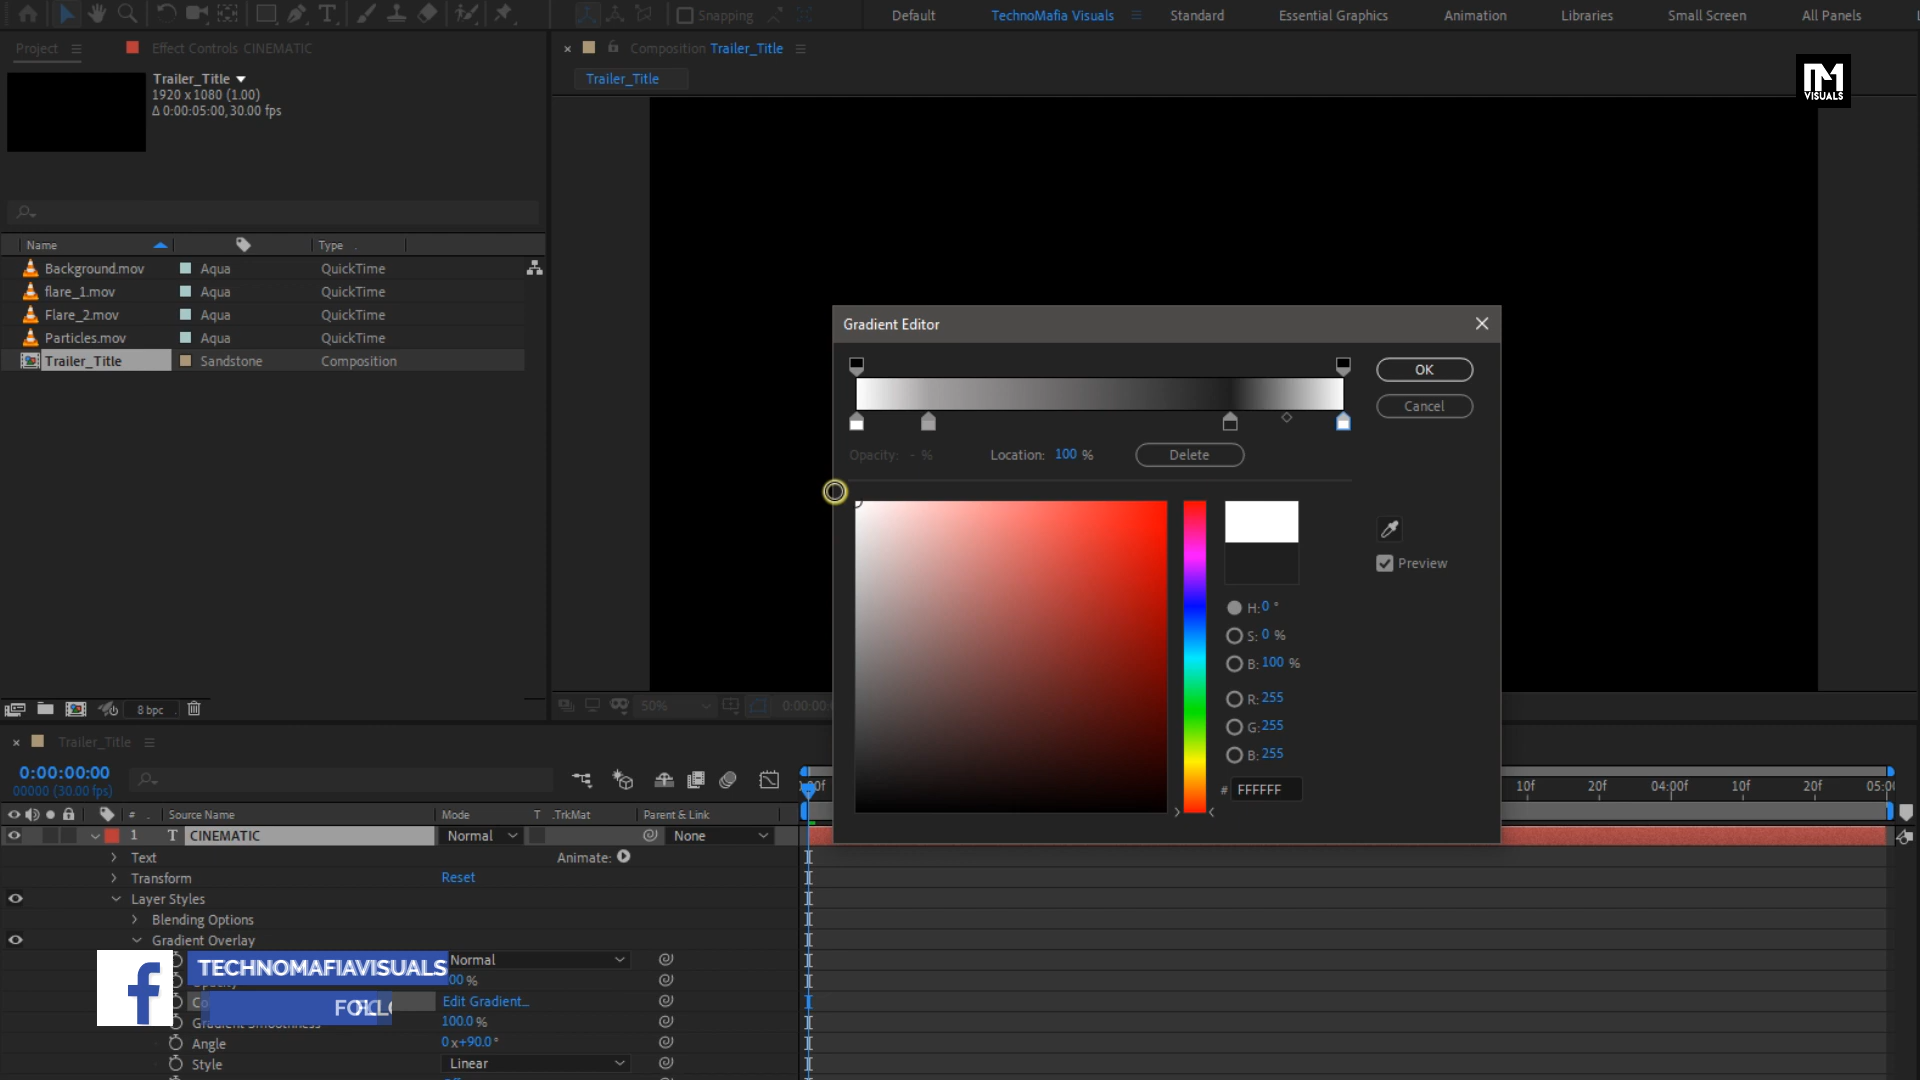 Snapping
Default
TechnoMafia Visuals
Standard
Essential Graphics
Animation
Libraries
Small Screen
All Panels
Project
Effect Controls CINEMATIC
Composition Trailer_Title
Trailer_Title
Trailer_Title
1920 x 1080 (1.00)
Δ 0:00:05:00, 30.00 fps
VISUALS
Name
Type
Background.mov Aqua QuickTime
flare_1.mov Aqua QuickTime
Flare_2.mov Aqua QuickTime
Particles.mov Aqua QuickTime
Trailer_Title Sandstone Composition
8 bpc
50%
Gradient Editor
OK
Cancel
Opacity: - %
Location: 100 %
Delete
Preview
H: 0 °
S: 0 %
B: 100 %
R: 255
G: 255
B: 255
# FFFFFF
Trailer_Title
0:00:00:00
00000 (30.00 fps)
10f 20f 04:00f 10f 20f
# Source Name Mode T .TrkMat Parent & Link
1 T CINEMATIC Normal None
Text Animate:
Transform Reset
Layer Styles
Blending Options
Gradient Overlay
TECHNOMAFIAVISUALS Normal
Edit Gradient...
Gradient Smoothness 100.0 %
Angle 0 x+90.0 °
Style Linear